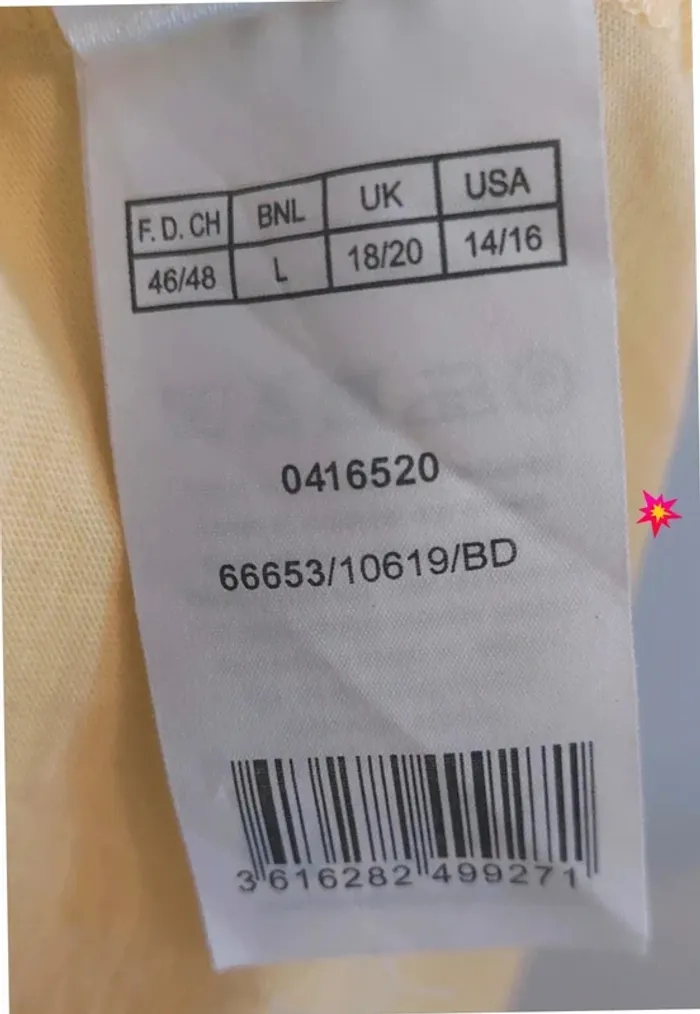 F. D. CH BNL UK USA
46/48 L 18/20 14/16
0416520
66653/10619/BD
3 616282 499271